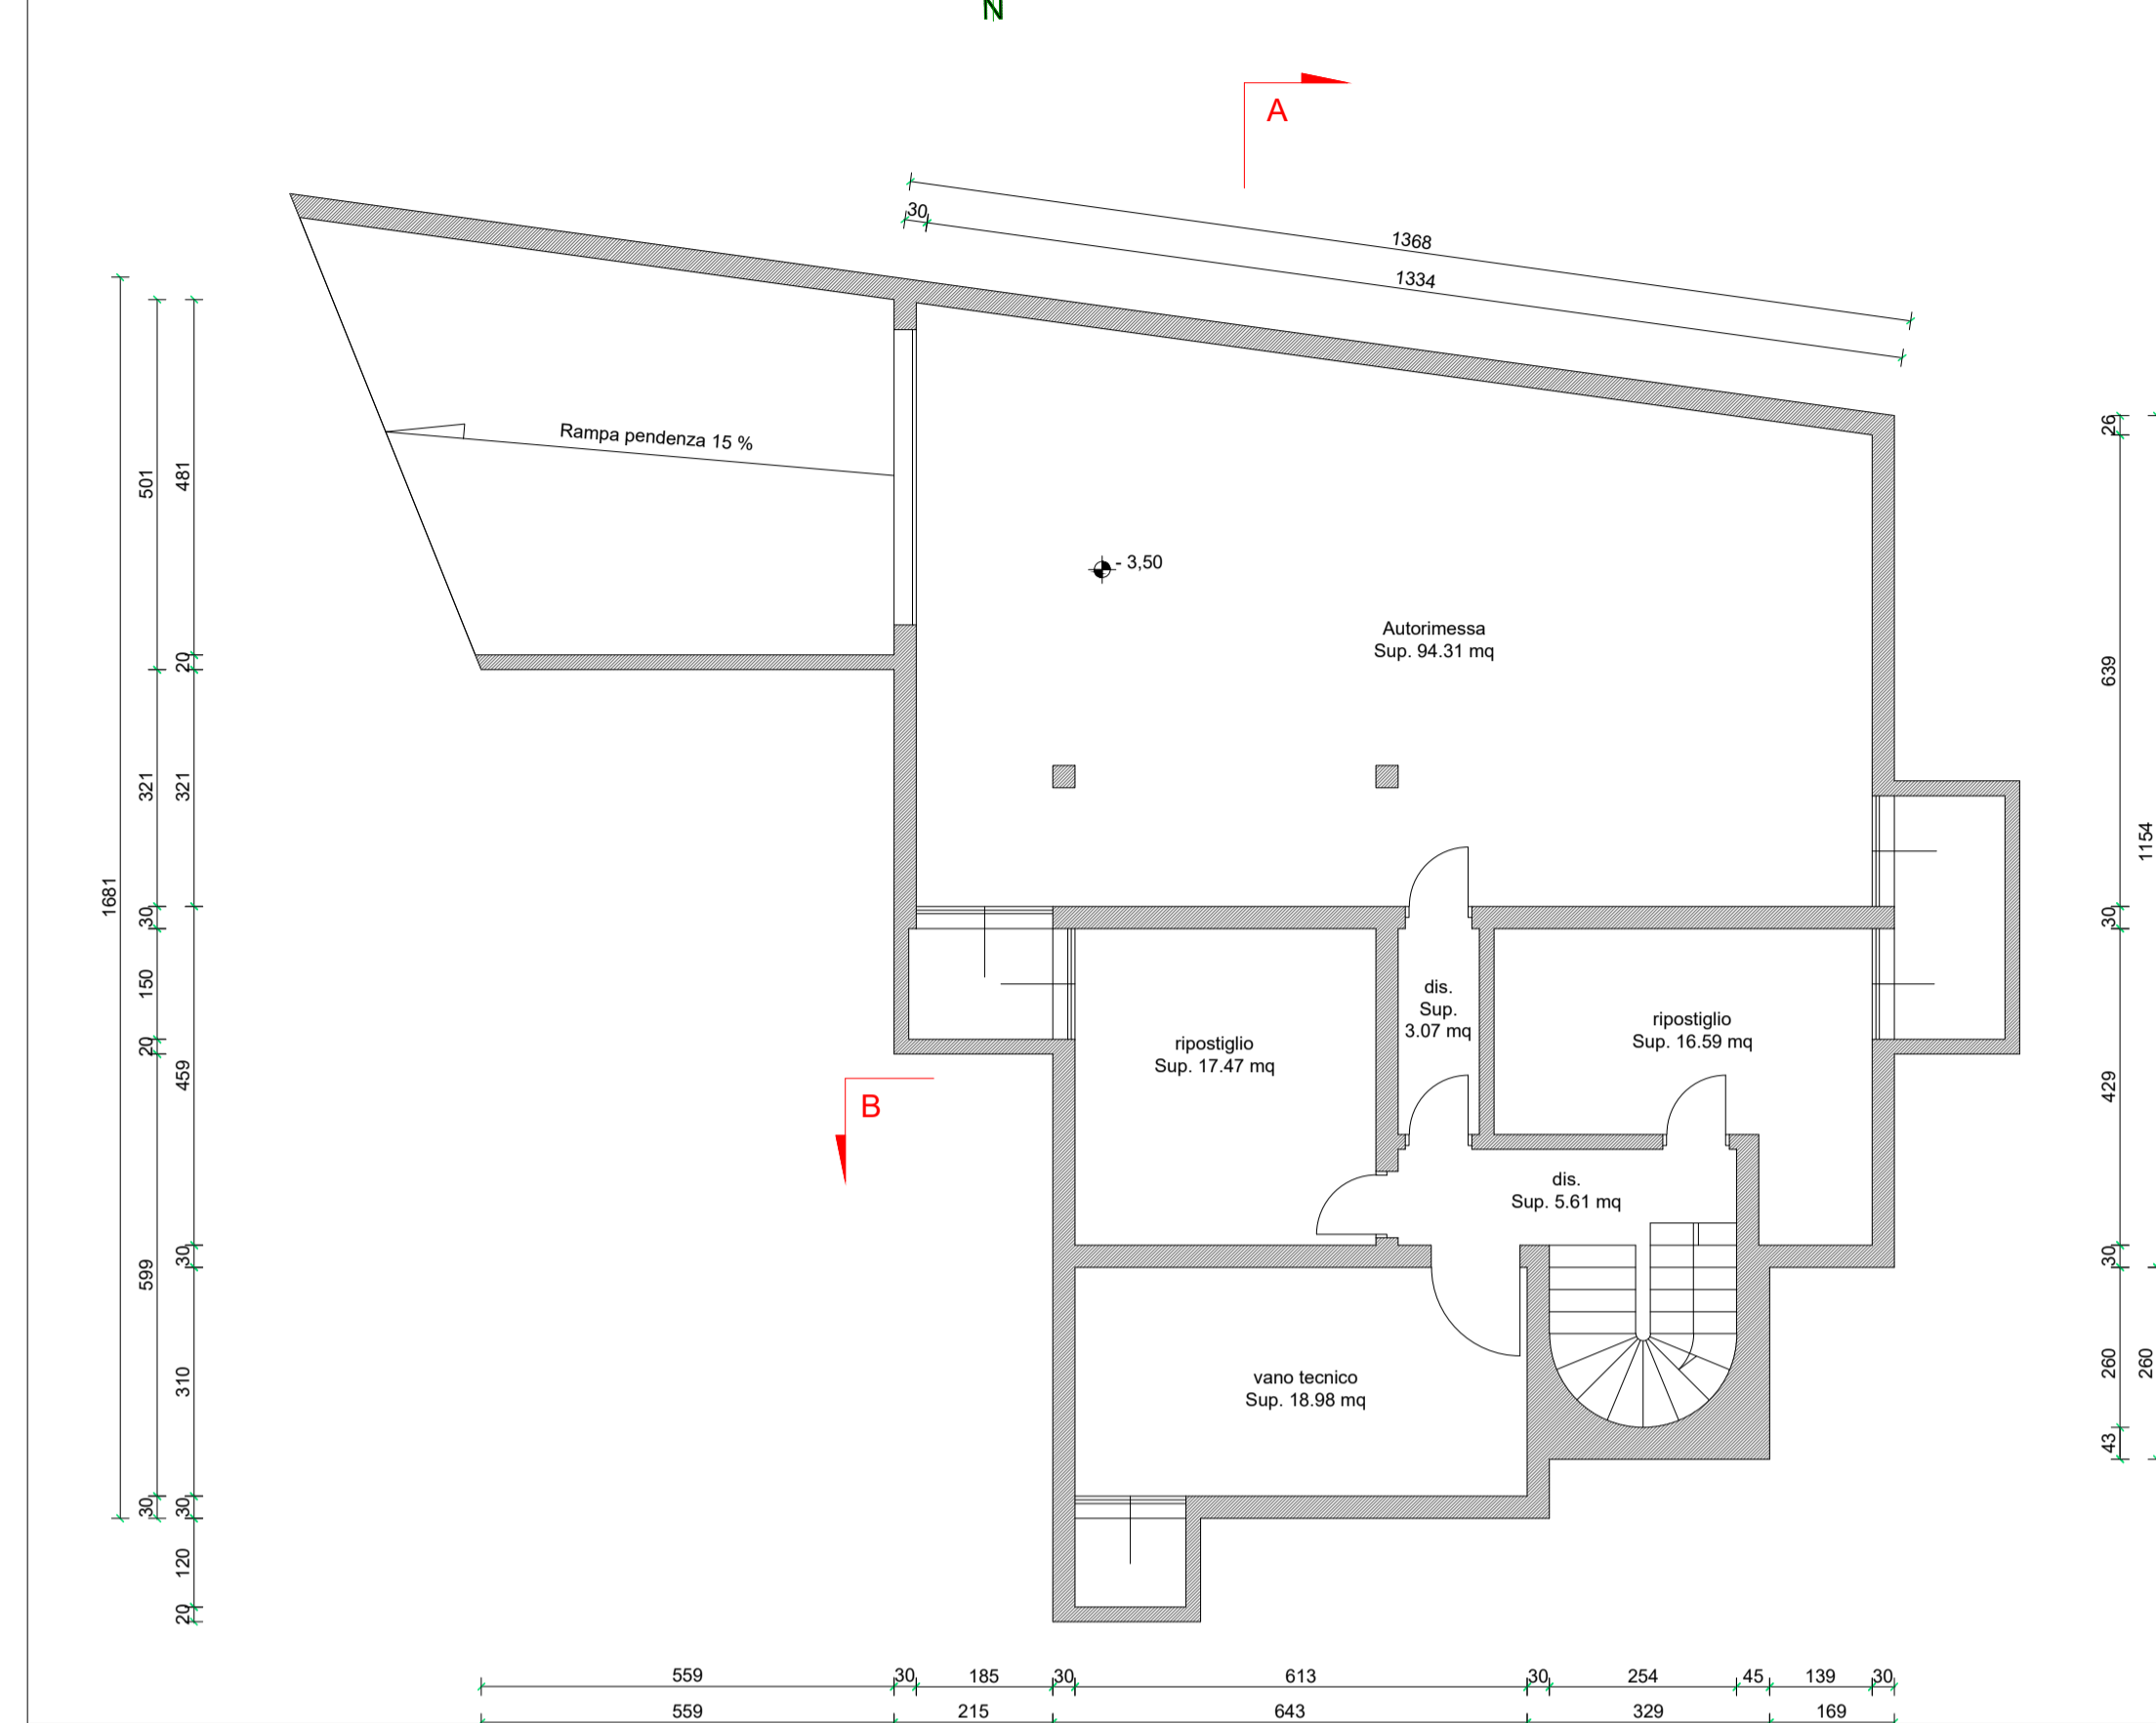 N
A
30
1368
1334
Rampa pendenza 15 %
- 3,50
Autorimessa
Sup. 94.31 mq
dis.
Sup.
3.07 mq
ripostiglio
Sup. 16.59 mq
ripostiglio
Sup. 17.47 mq
B
dis.
Sup. 5.61 mq
vano tecnico
Sup. 18.98 mq
1681
501
321
30
150
20
599
30
481
20
321
459
30
310
30
120
20
26
639
30
429
30
260
43
1154
260
559
30
185
30
613
30
254
45
139
30
559
215
643
329
169